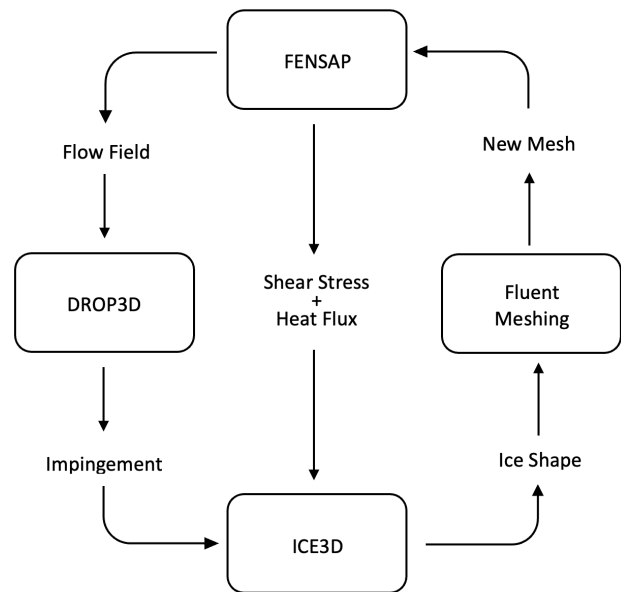 FENSAP
Flow Field
New Mesh
DROP3D
Shear Stress
+
Heat Flux
Fluent
Meshing
Impingement
Ice Shape
ICE3D